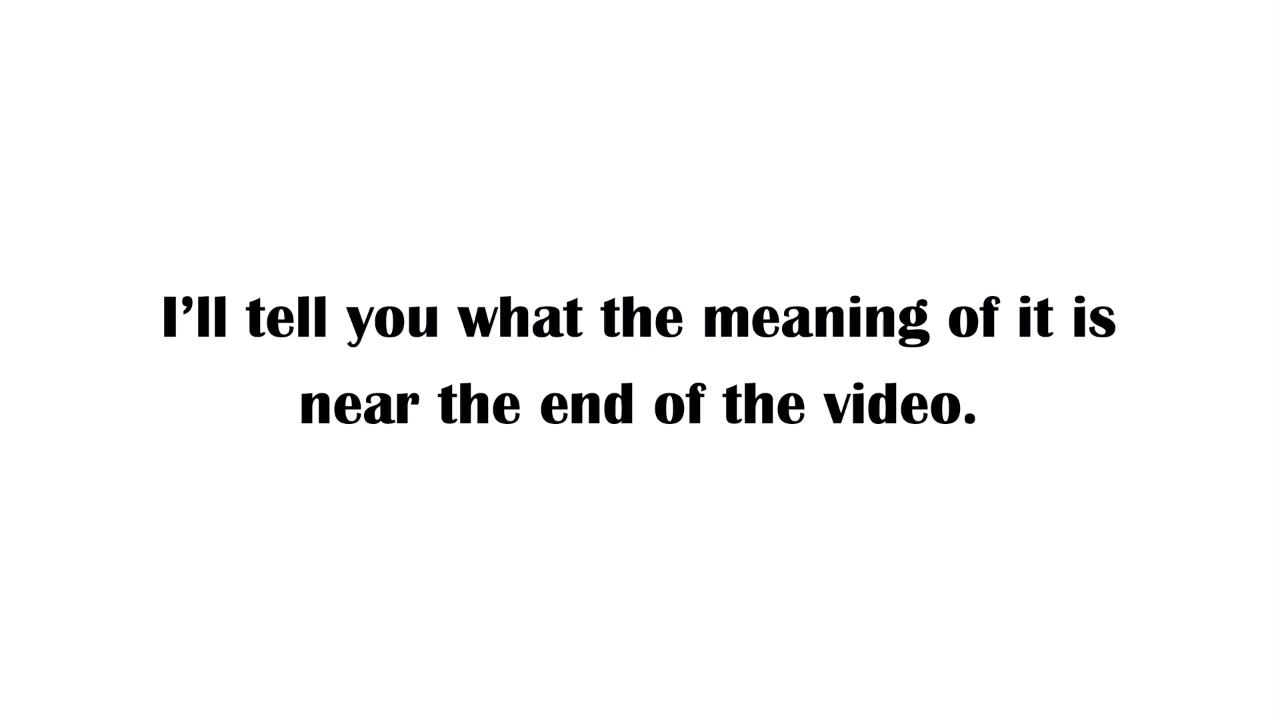 I’ll tell you what the meaning of it is
near the end of the video.